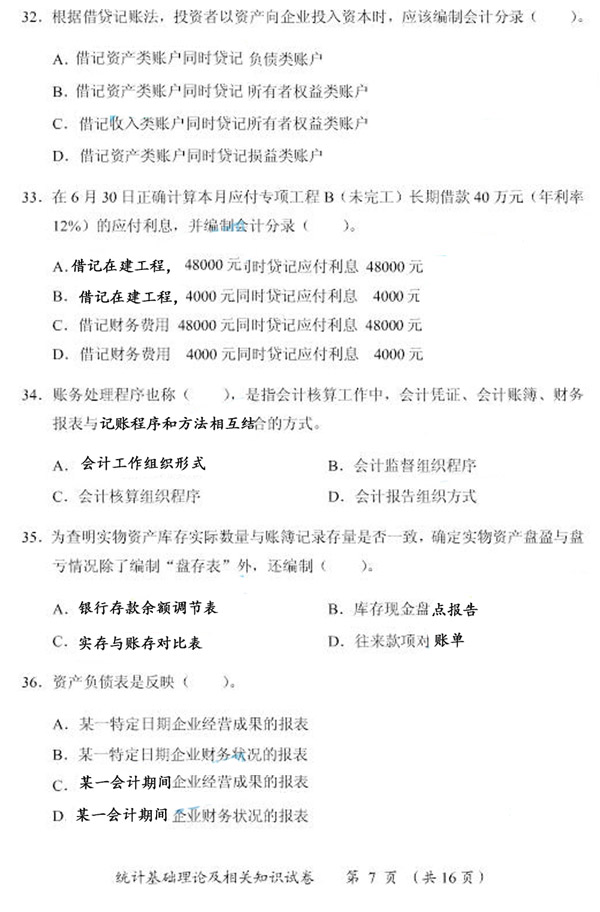 32. 根据借贷记账法，投资者以资产向企业投入资本时，应该编制会计分录（　　）。
A. 借记资产类账户同时贷记 负债类账户
B. 借记资产类账户同时贷记 所有者权益类账户
C. 借记收入类账户同时贷记所有者权益类账户
D. 借记资产类账户同时贷记损益类账户
33. 在 6 月 30 日正确计算本月应付专项工程 B（未完工）长期借款 40 万元（年利率
12%）的应付利息，并编制会计分录（　　）。
A. 借记在建工程， 48000 元同时贷记应付利息 48000 元
B. 借记在建工程，4000 元同时贷记应付利息 4000 元
C. 借记财务费用 48000 元同时贷记应付利息 48000 元
D. 借记财务费用 4000 元同时贷记应付利息 4000 元
34. 账务处理程序也称（　　），是指会计核算工作中，会计凭证、会计账簿、财务
报表与记账程序和方法相互结合的方式。
A. 会计工作组织形式　　B. 会计监督组织程序
C. 会计核算组织程序　　D. 会计报告组织方式
35. 为查明实物资产库存实际数量与账簿记录存量是否一致，确定实物资产盘盈与盘
亏情况除了编制“盘存表”外，还编制（　　）。
A. 银行存款余额调节表　　B. 库存现金盘点报告
C. 实存与账存对比表　　D. 往来款项对账单
36. 资产负债表是反映（　　）。
A. 某一特定日期企业经营成果的报表
B. 某一特定日期企业财务状况的报表
C. 某一会计期间企业经营成果的报表
D 某一会计期间企业财务状况的报表
统计基础理论及相关知识试卷　第 7 页 （共 16 页）